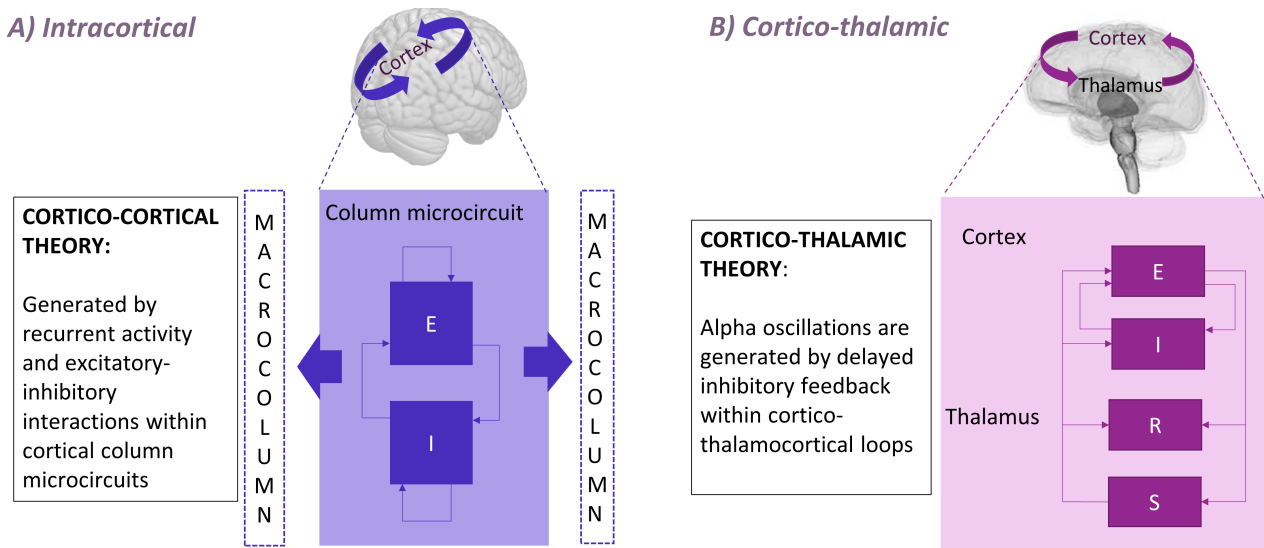 A) Intracortical
Cortex
CORTICO-CORTICAL
THEORY:
Generated by
recurrent activity
and excitatory-
inhibitory
interactions within
cortical column
microcircuits
MACROCOLUMN
Column microcircuit
E
I
MACROCOLUMN
B) Cortico-thalamic
Cortex
Thalamus
CORTICO-THALAMIC
THEORY:
Alpha oscillations are
generated by delayed
inhibitory feedback
within cortico-
thalamocortical loops
Cortex
E
I
Thalamus
R
S